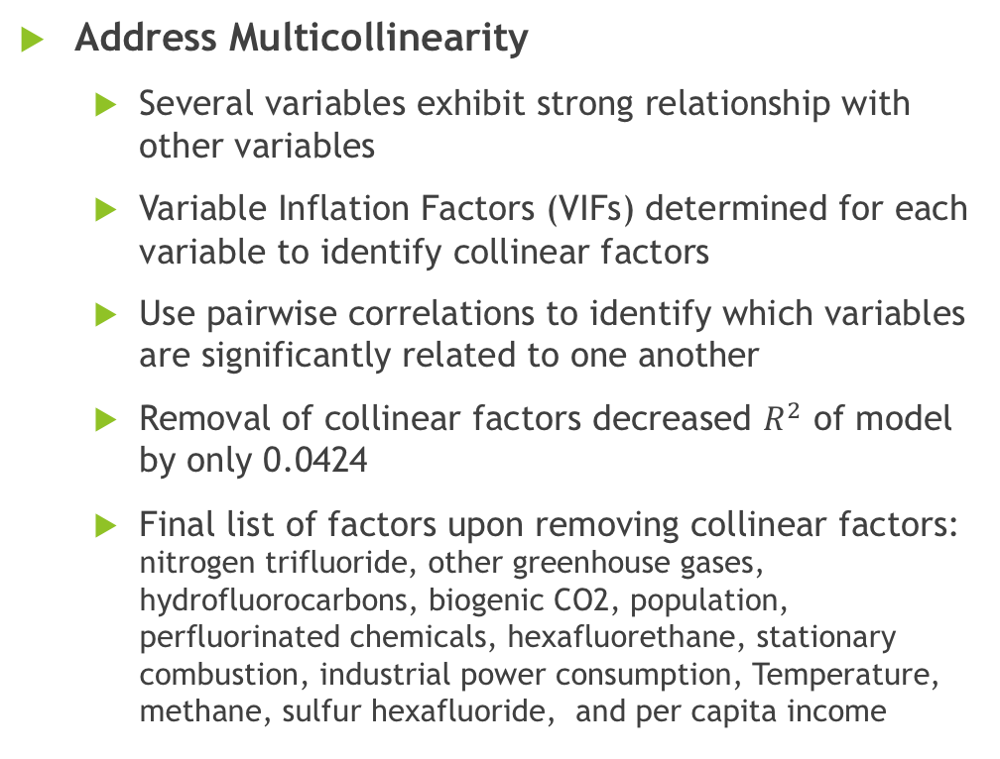 Address Multicollinearity
Several variables exhibit strong relationship with
other variables
Variable Inflation Factors (VIFs) determined for each
variable to identify collinear factors
Use pairwise correlations to identify which variables
are significantly related to one another
Removal of collinear factors decreased R² of model
by only 0.0424
Final list of factors upon removing collinear factors:
nitrogen trifluoride, other greenhouse gases,
hydrofluorocarbons, biogenic CO2, population,
perfluorinated chemicals, hexafluorethane, stationary
combustion, industrial power consumption, Temperature,
methane, sulfur hexafluoride,  and per capita income